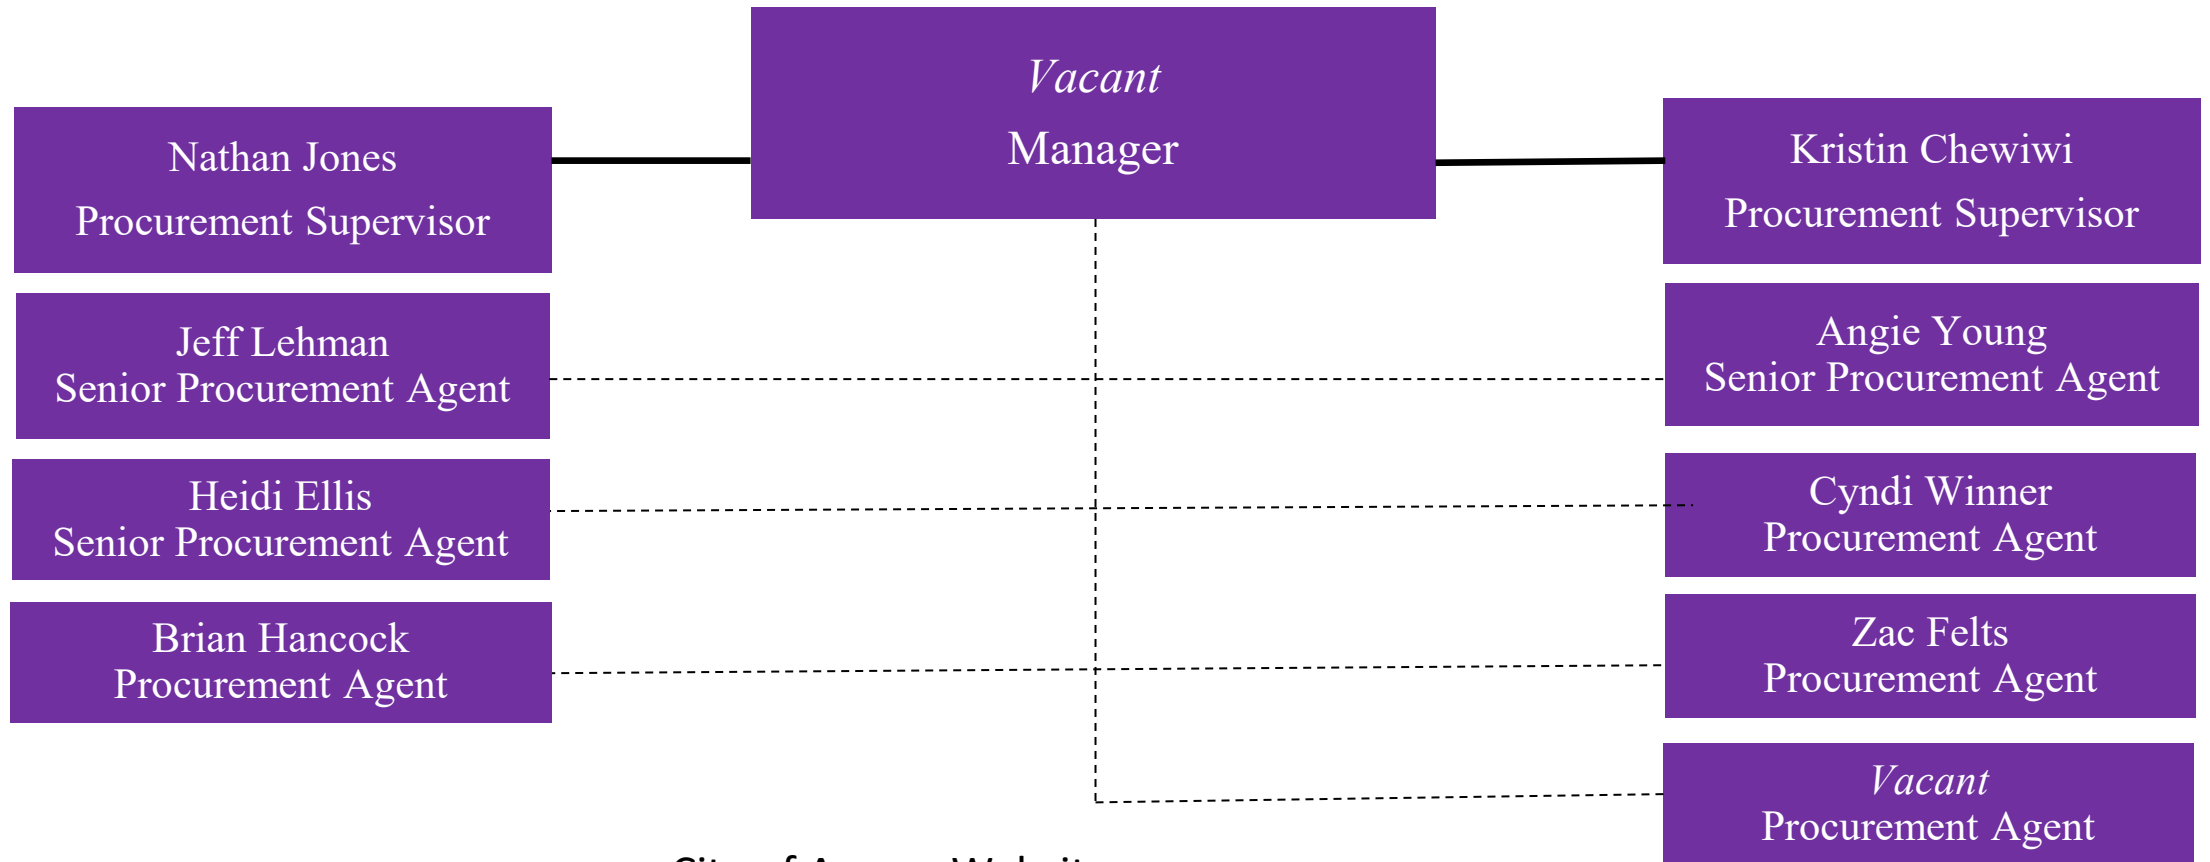 Vacant
Manager
Nathan Jones
Procurement Supervisor
Kristin Chewiwi
Procurement Supervisor
Jeff Lehman
Senior Procurement Agent
Angie Young
Senior Procurement Agent
Heidi Ellis
Senior Procurement Agent
Cyndi Winner
Procurement Agent
Brian Hancock
Procurement Agent
Zac Felts
Procurement Agent
Vacant
Procurement Agent
City of